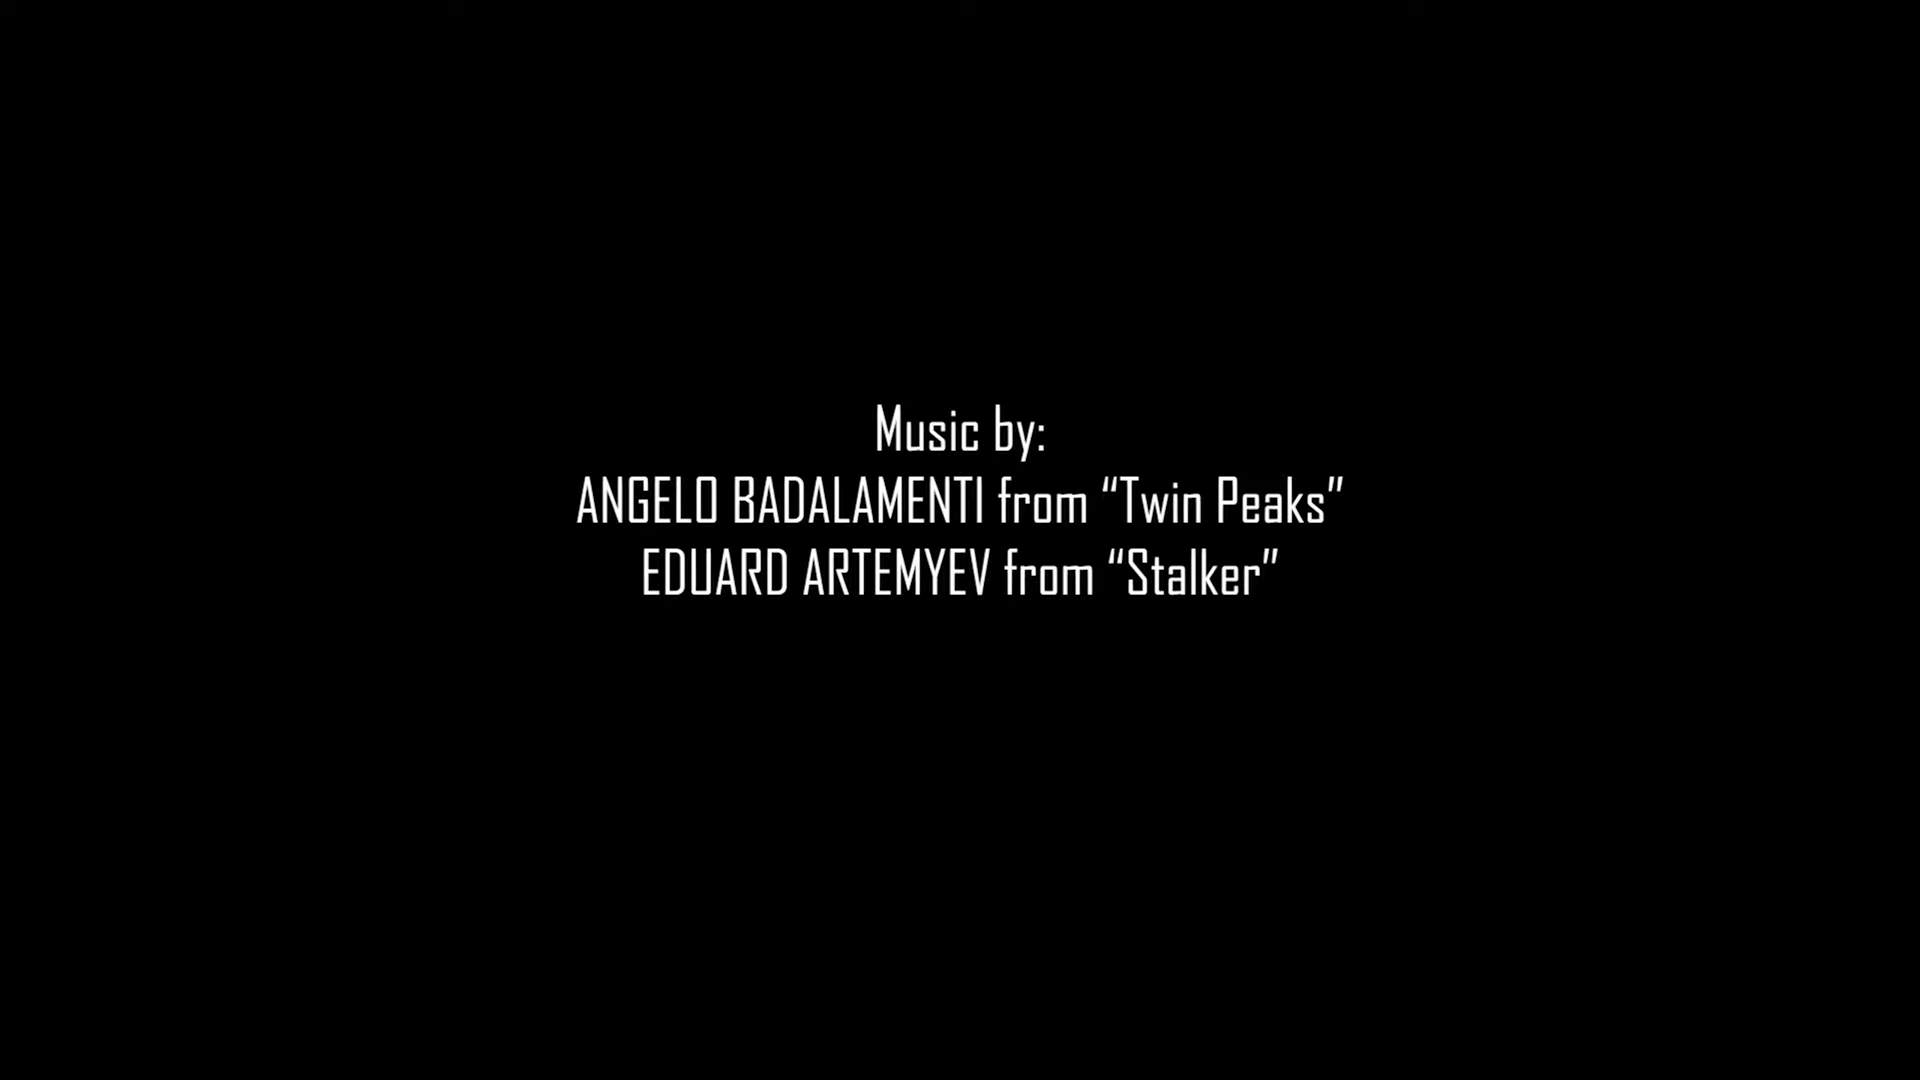 Music by:
ANGELO BADALAMENTI from “Twin Peaks”
EDUARD ARTEMYEV from “Stalker”